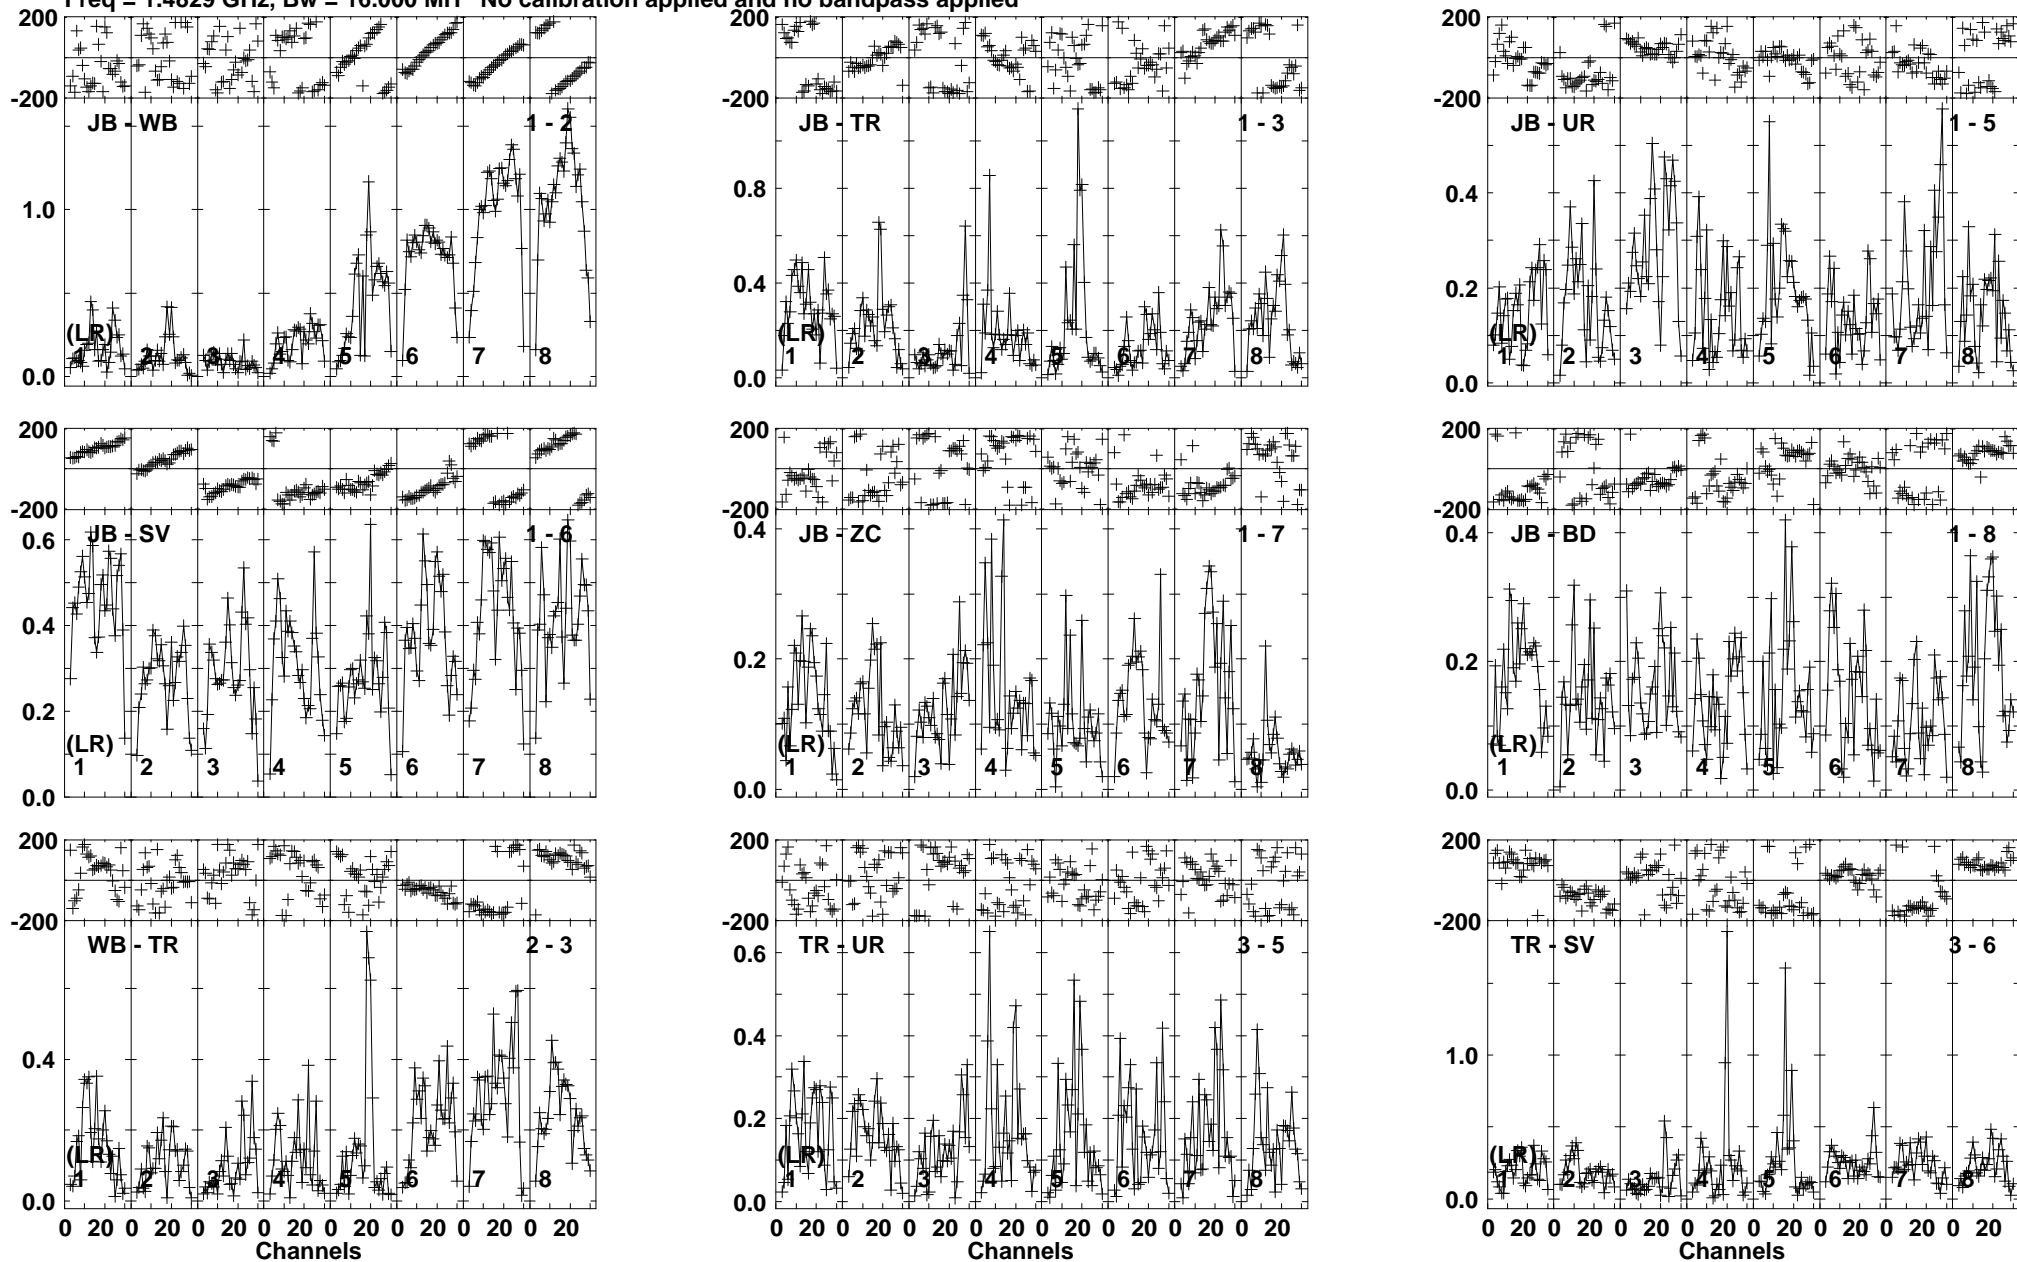 Freq = 1.4829 GHz, Bw = 16.000 MH No calibration applied and no bandpass applied
200 200 200
-200 -200 -200
JB - WB 1 - 2 JB - TR 1 - 3 JB - UR 1 - 5
1.0 0.8 0.4
0.4 0.2
(LR) (LR) (LR)
1 2 3 4 5 6 7 8 1 2 3 4 5 6 7 8 1 2 3 4 5 6 7 8
0.0 0.0 0.0
200 200 200
-200 -200 -200
JB - SV 1 - 6 JB - ZC 1 - 7 JB - BD 1 - 8
0.6 0.4 0.4
0.4 0.2 0.2
0.2
(LR) (LR) (LR)
1 2 3 4 5 6 7 8 1 2 3 4 5 6 7 8 1 2 3 4 5 6 7 8
0.0 0.0 0.0
200 200 200
-200 -200 -200
WB - TR 2 - 3 TR - UR 3 - 5 TR - SV 3 - 6
0.6
0.4 0.4 1.0
0.2
(LR) (LR) (LR)
1 2 3 4 5 6 7 8 1 2 3 4 5 6 7 8 1 2 3 4 5 6 7 8
0.0 0.0 0.0
0 20 0 20 0 20 0 20 0 20 0 20 0 20 0 20 0 20 0 20 0 20 0 20 0 20 0 20 0 20 0 20 0 20 0 20 0 20 0 20 0 20 0 20 0 20 0 20
Channels Channels Channels